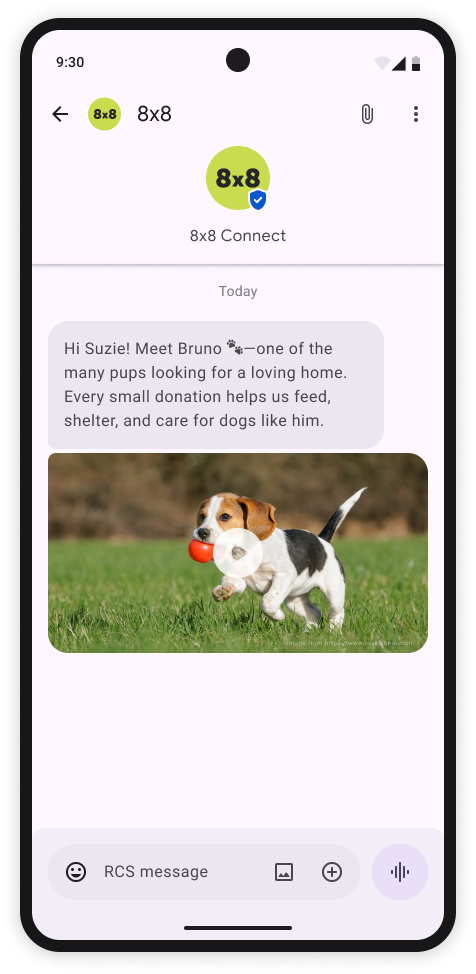 9:30
8x8
8x8
8x8
8x8 Connect
Today
Hi Suzie! Meet Bruno 🐾—one of the
many pups looking for a loving home.
Every small donation helps us feed,
shelter, and care for dogs like him.
RCS message